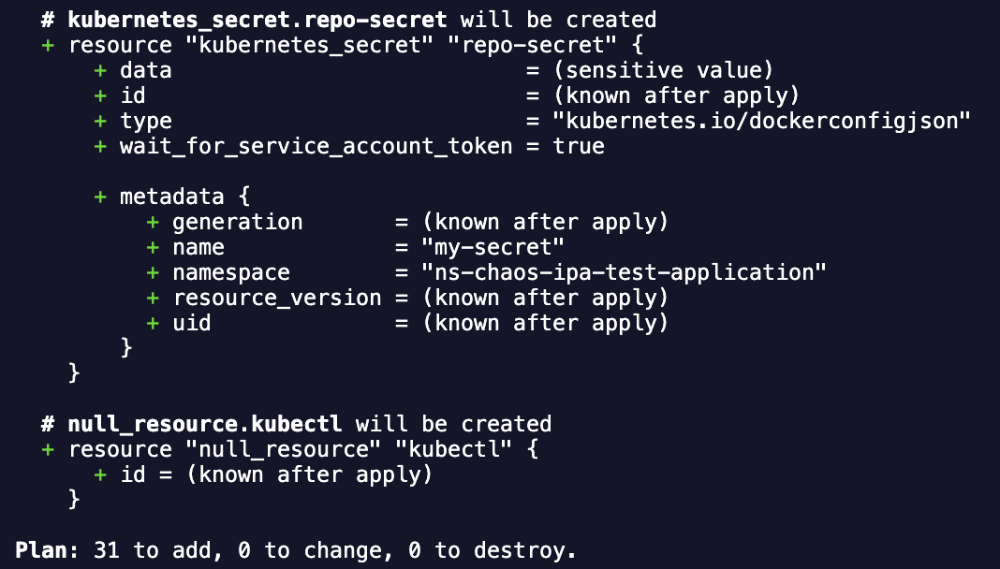 # kubernetes_secret.repo-secret will be created
+ resource "kubernetes_secret" "repo-secret" {
+ data = (sensitive value)
+ id = (known after apply)
+ type = "kubernetes.io/dockerconfigjson"
+ wait_for_service_account_token = true
+ metadata {
+ generation = (known after apply)
+ name = "my-secret"
+ namespace = "ns-chaos-ipa-test-application"
+ resource_version = (known after apply)
+ uid = (known after apply)
}
}
# null_resource.kubectl will be created
+ resource "null_resource" "kubectl" {
+ id = (known after apply)
}
Plan: 31 to add, 0 to change, 0 to destroy.